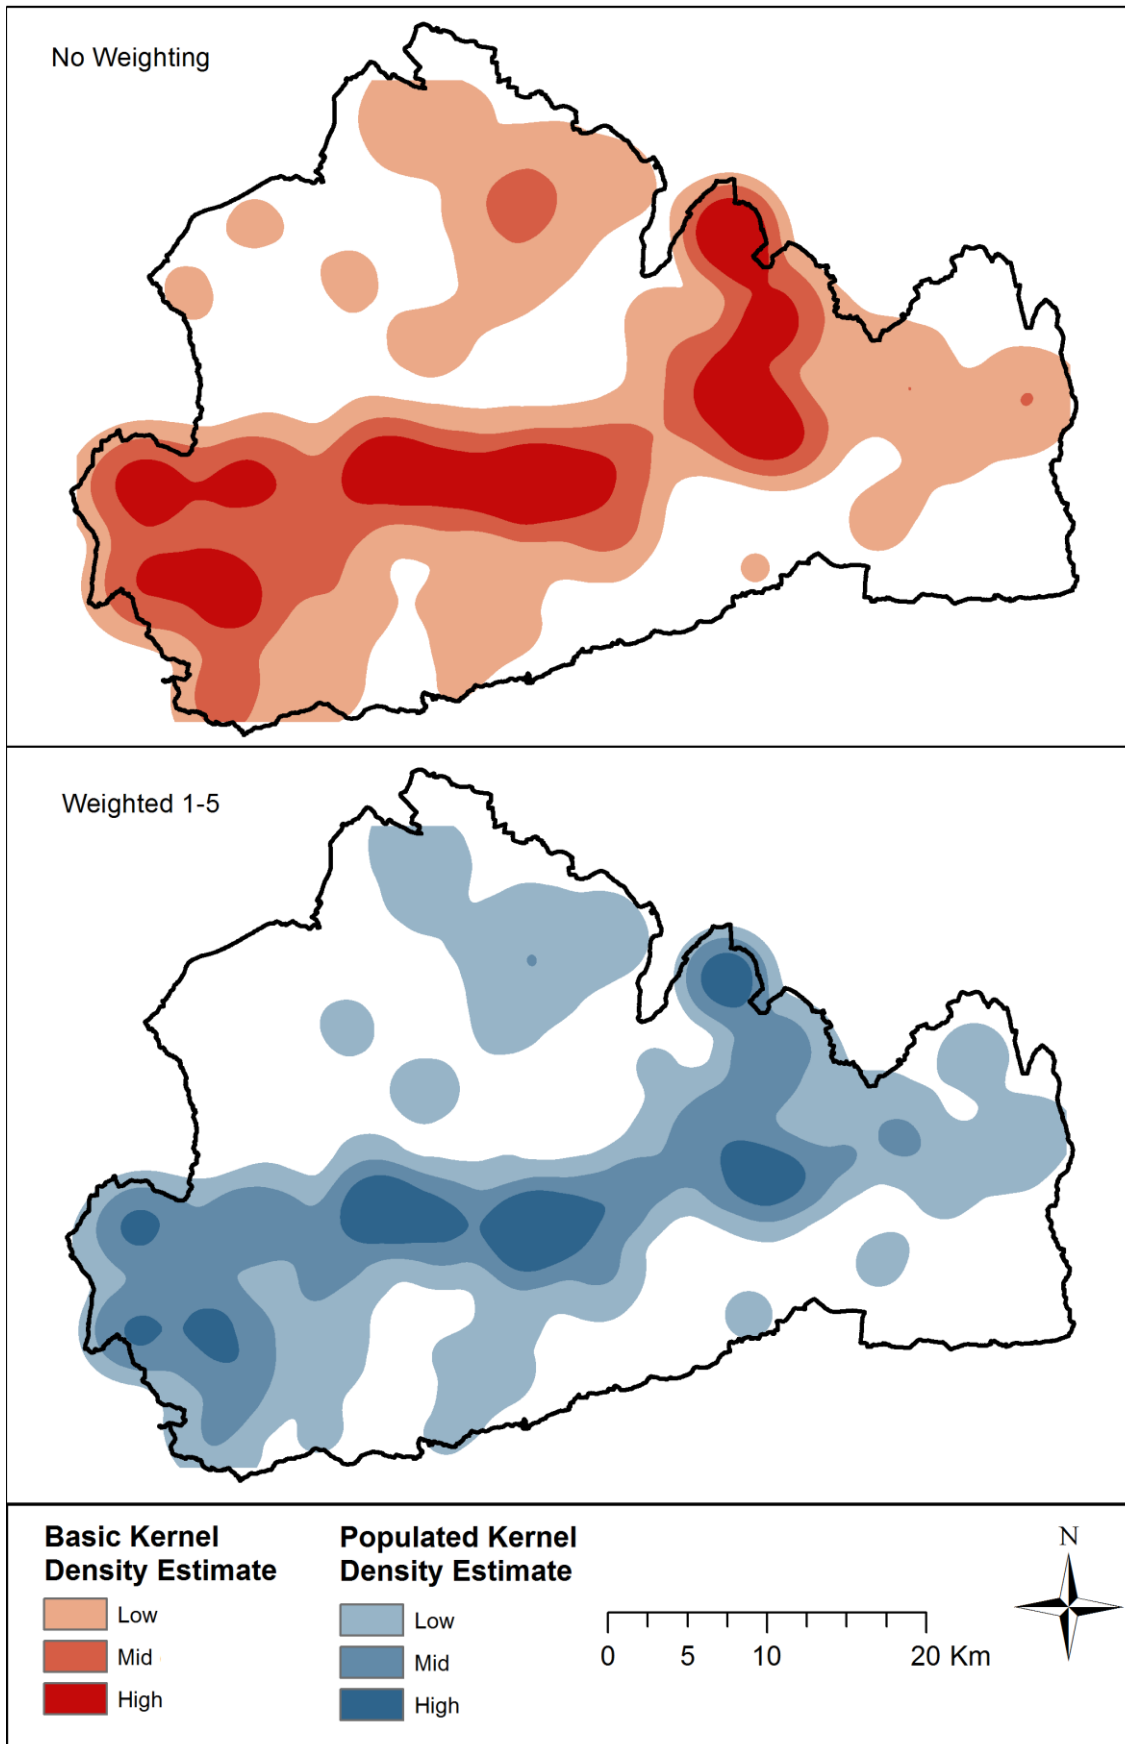 No Weighting
Weighted 1-5
Basic Kernel
Density Estimate
Low
Mid
High
Populated Kernel
Density Estimate
Low
Mid
High
0 5 10 20 Km
N